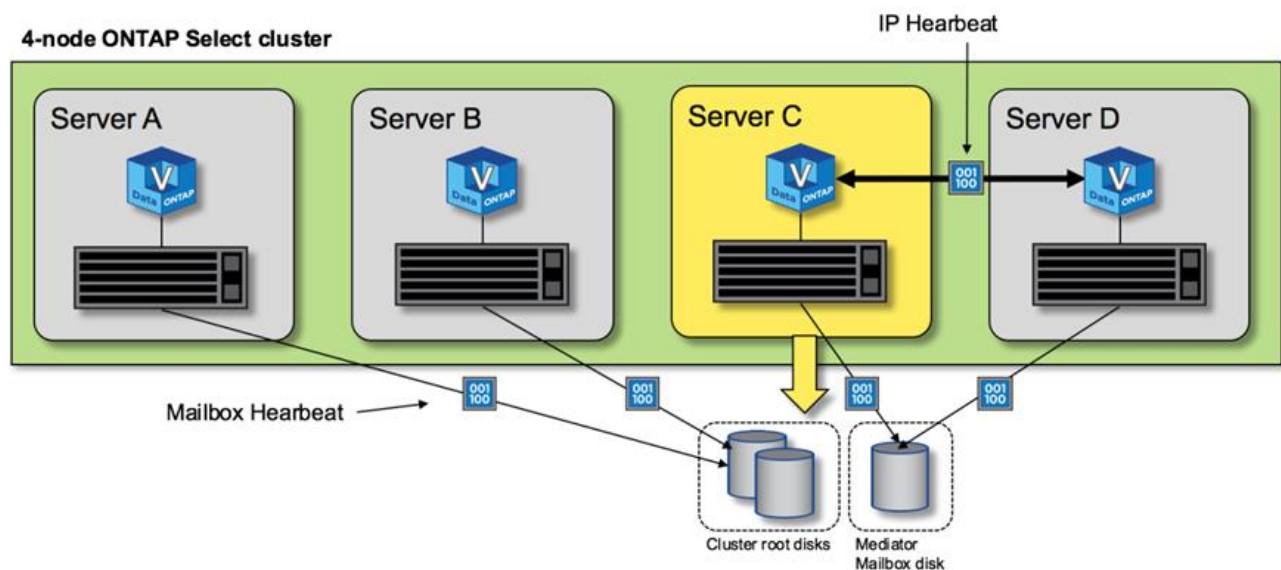 IP Hearbeat
4-node ONTAP Select cluster
Server A
Server B
Server C
Server D
V
Data ONTAP
V
Data ONTAP
V
Data ONTAP
V
Data ONTAP
001
100
Mailbox Hearbeat
001
100
001
100
001
100
001
100
Cluster root disks
Mediator
Mailbox disk